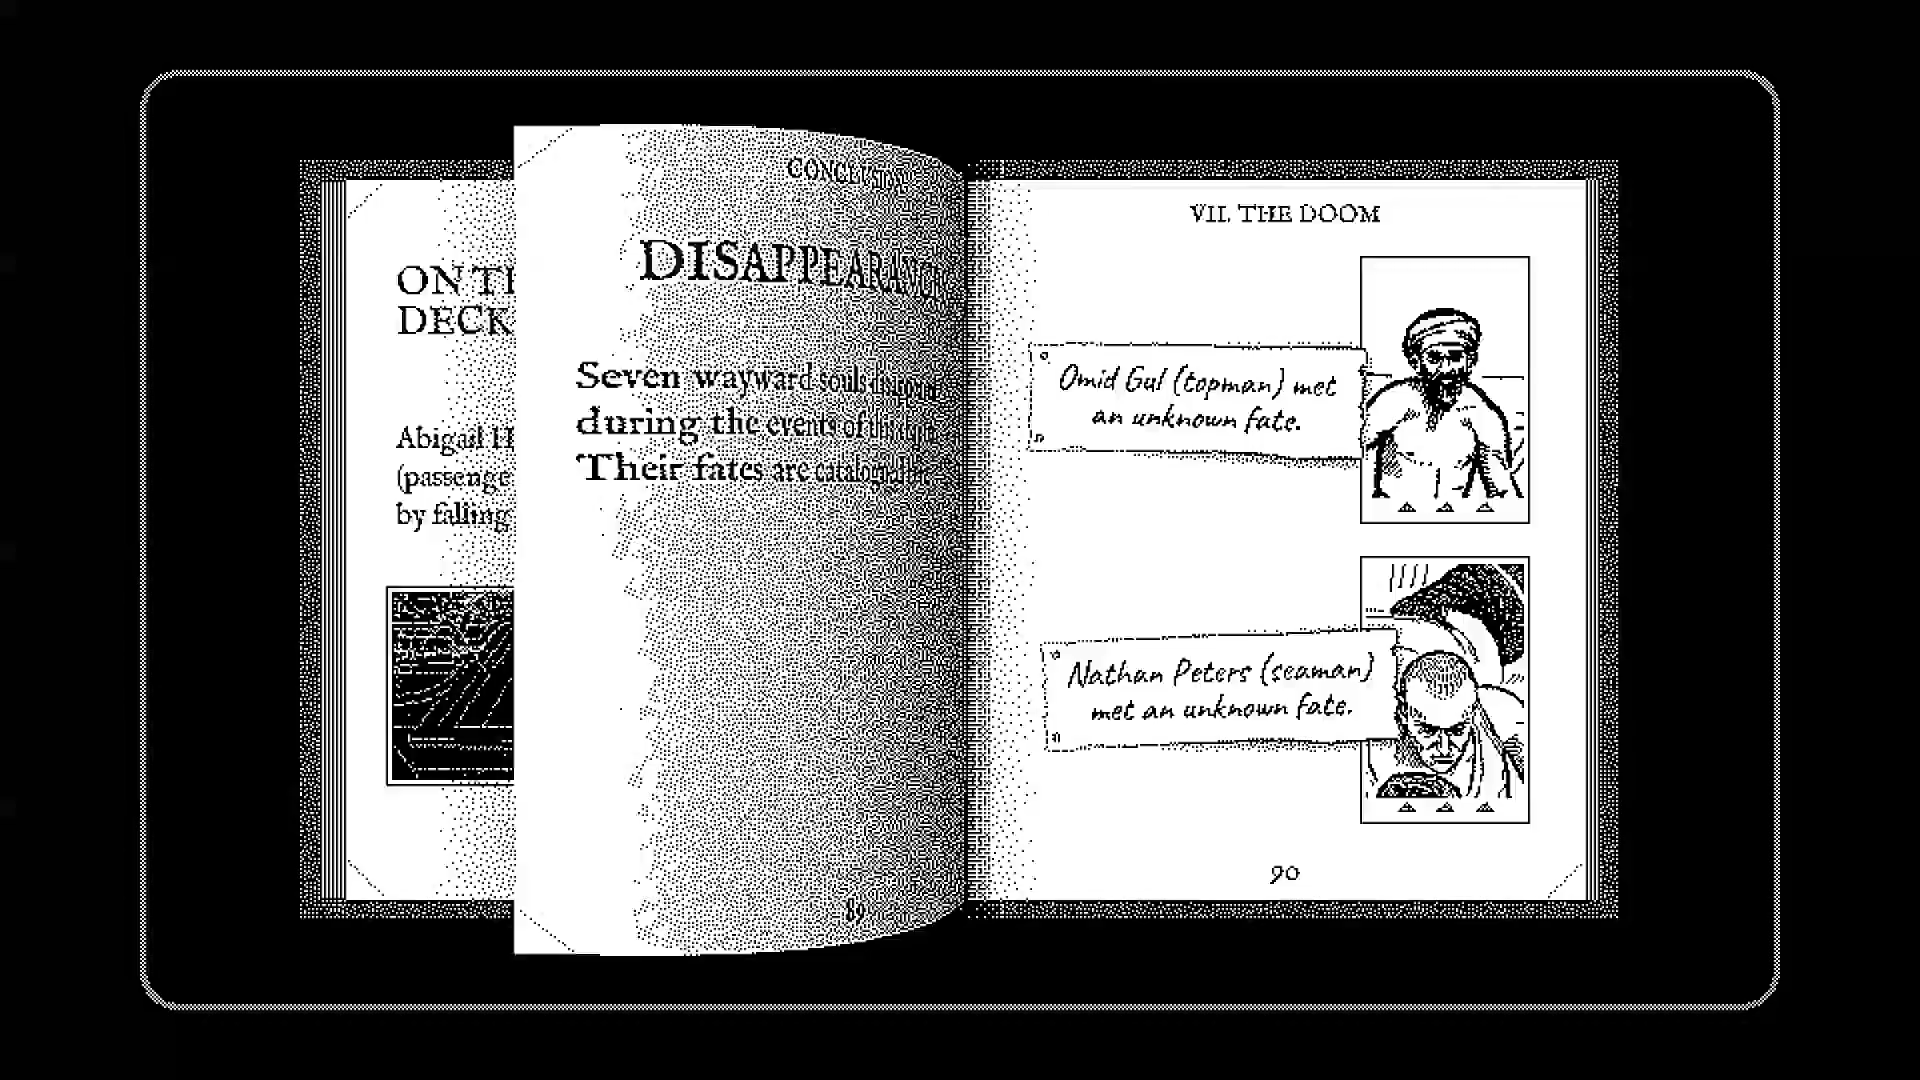 ON
DECK
Abigail
(passenge
by falling
CONCLUSION
DISAPPEARANCES
Seven wayward souls
during the events of this
Their fates are
89
VII. THE DOOM
Omid Gul (topman) met
an unknown fate.
Nathan Peters (seaman)
met an unknown fate.
90